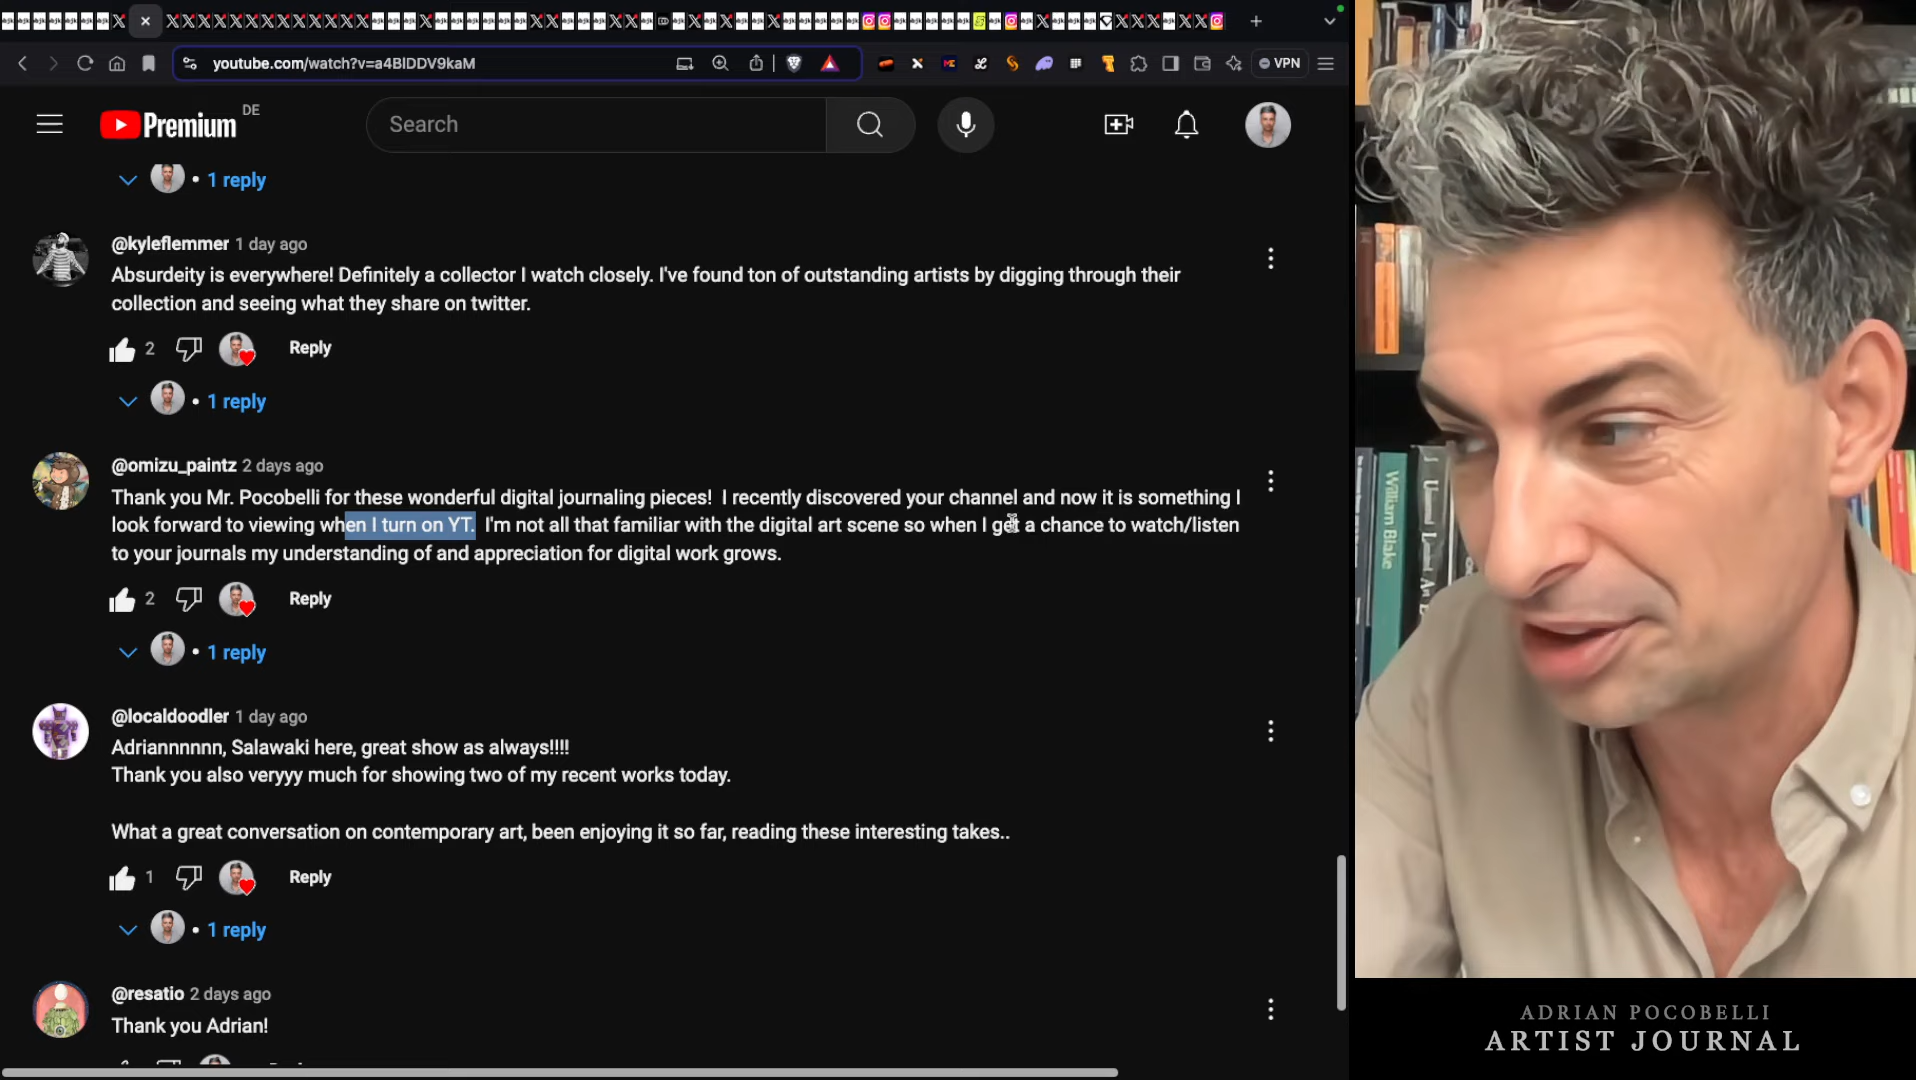 youtube.com/watch?v=a4BIDDV9kaM
VPN
Premium DE
Search
1 reply
@kyleflemmer 1 day ago
Absurdeity is everywhere! Definitely a collector I watch closely. I've found ton of outstanding artists by digging through their
collection and seeing what they share on twitter.
2 Reply
1 reply
@omizu_paintz 2 days ago
Thank you Mr. Pocobelli for these wonderful digital journaling pieces! I recently discovered your channel and now it is something I
look forward to viewing when I turn on YT. I'm not all that familiar with the digital art scene so when I get a chance to watch/listen
to your journals my understanding of and appreciation for digital work grows.
2 Reply
1 reply
@localdoodler 1 day ago
Adriannnnnn, Salawaki here, great show as always!!!!
Thank you also veryyy much for showing two of my recent works today.
What a great conversation on contemporary art, been enjoying it so far, reading these interesting takes..
1 Reply
1 reply
@resatio 2 days ago
Thank you Adrian!
William Blake
ADRIAN POCOBELLI
ARTIST JOURNAL